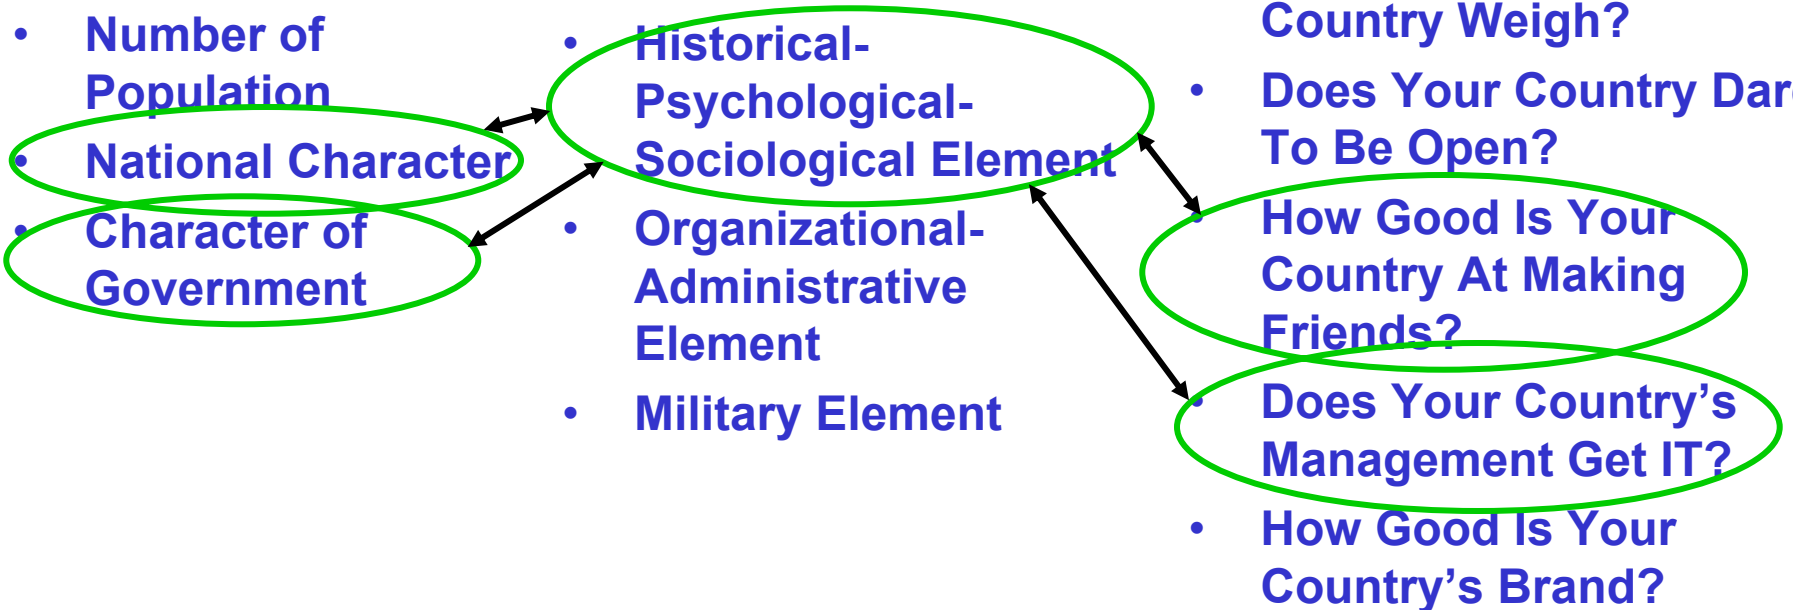 • Number of
Population
• National Character
• Character of
Government
• Historical-
Psychological-
Sociological Element
• Organizational-
Administrative
Element
• Military Element
Country Weigh?
• Does Your Country Dar
To Be Open?
• How Good Is Your
Country At Making
Friends?
• Does Your Country’s
Management Get IT?
• How Good Is Your
Country’s Brand?